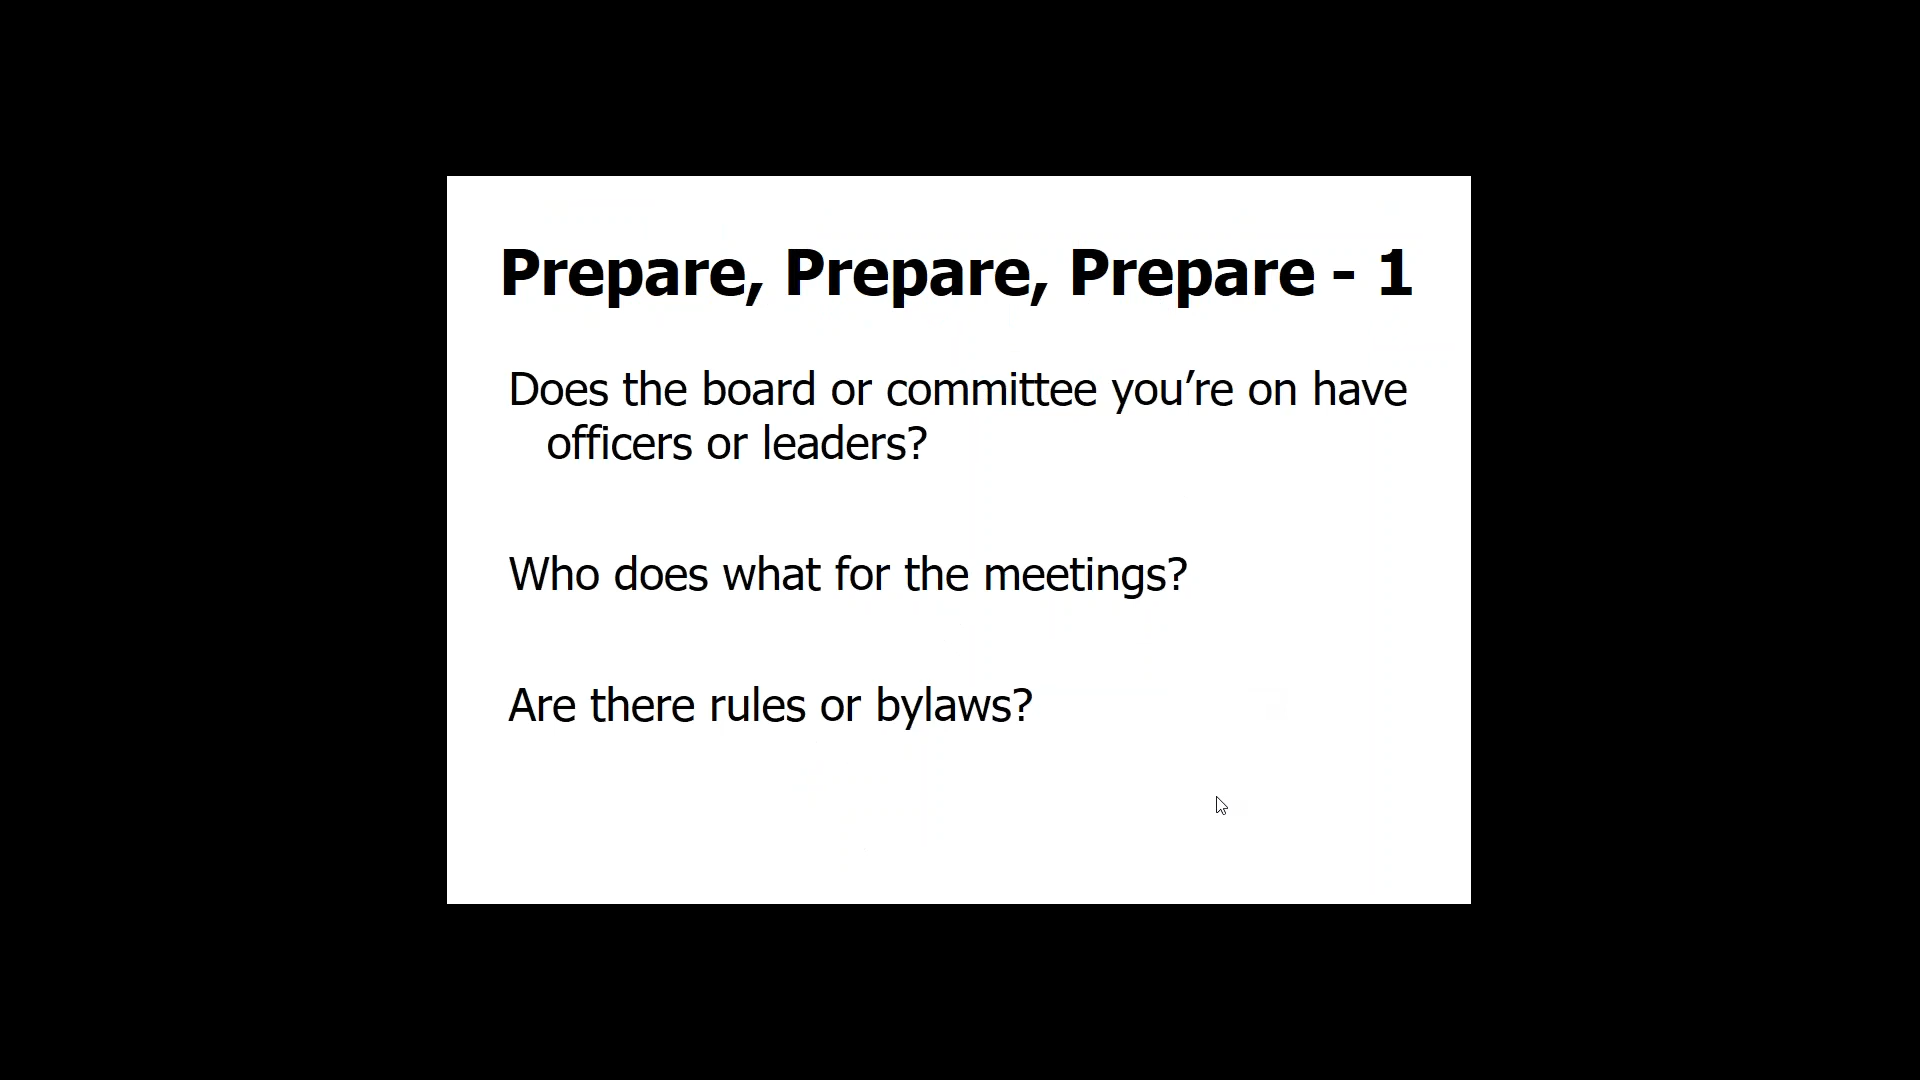 Prepare, Prepare, Prepare - 1
Does the board or committee you’re on have
officers or leaders?
Who does what for the meetings?
Are there rules or bylaws?